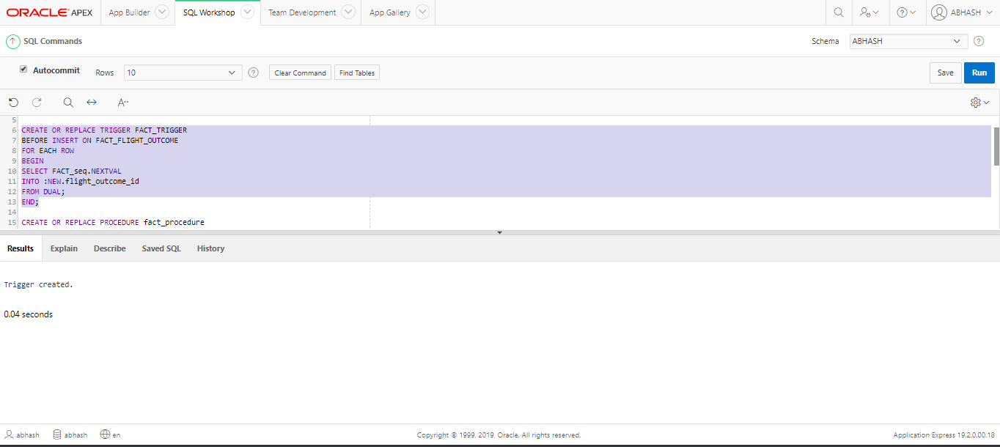 ORACLE APEX App Builder SQL Workshop Team Development App Gallery ABHASH
SQL Commands Schema ABHASH
Autocommit Rows 10 Clear Command Find Tables Save Run
5
6 CREATE OR REPLACE TRIGGER FACT_TRIGGER
7 BEFORE INSERT ON FACT_FLIGHT_OUTCOME
8 FOR EACH ROW
9 BEGIN
10 SELECT FACT_seq.NEXTVAL
11 INTO :NEW.flight_outcome_id
12 FROM DUAL;
13 END;
14
15 CREATE OR REPLACE PROCEDURE fact_procedure
Results Explain Describe Saved SQL History
Trigger created.
0.04 seconds
abhash abhash en Copyright © 1999, 2019, Oracle. All rights reserved. Application Express 19.2.0.00.18